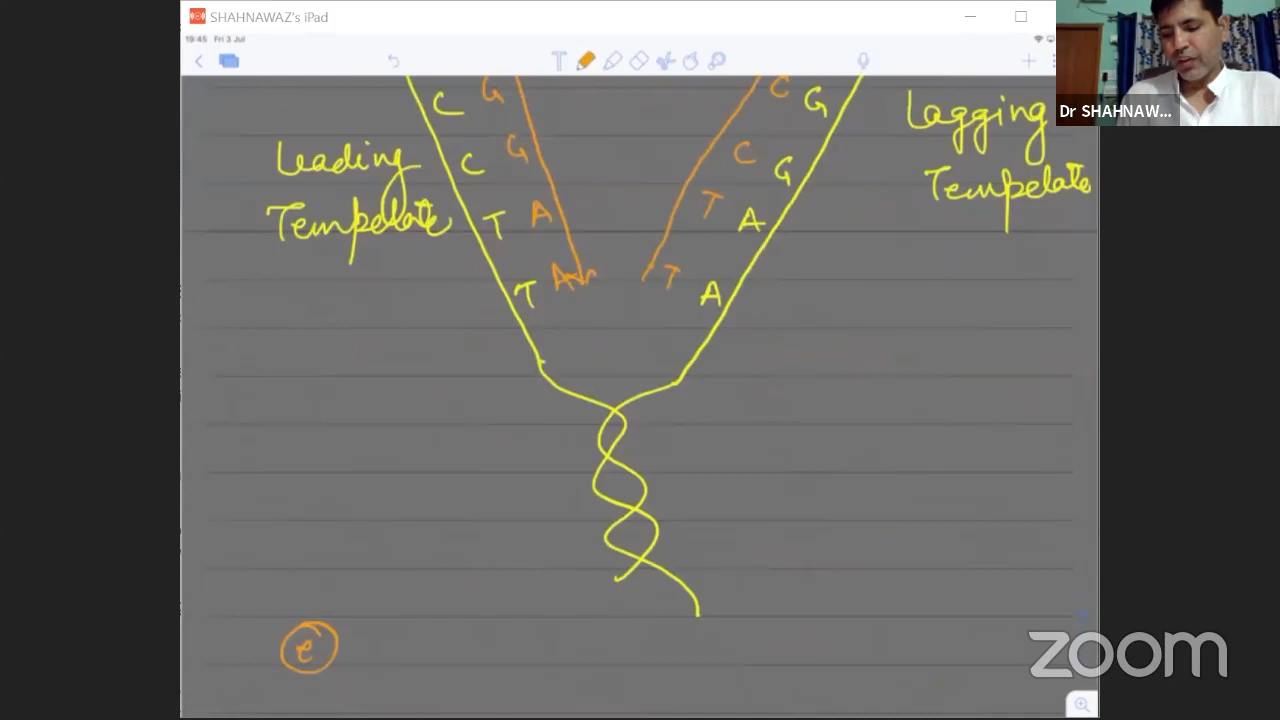 SHAHNAWAZ's iPad
19:45 Fri 3 Jul
Dr SHAHNAW...
C G C G
Lagging
Tempelate
Leading
Tempelate
C G C G
T A T A
T A T A
e
zoom